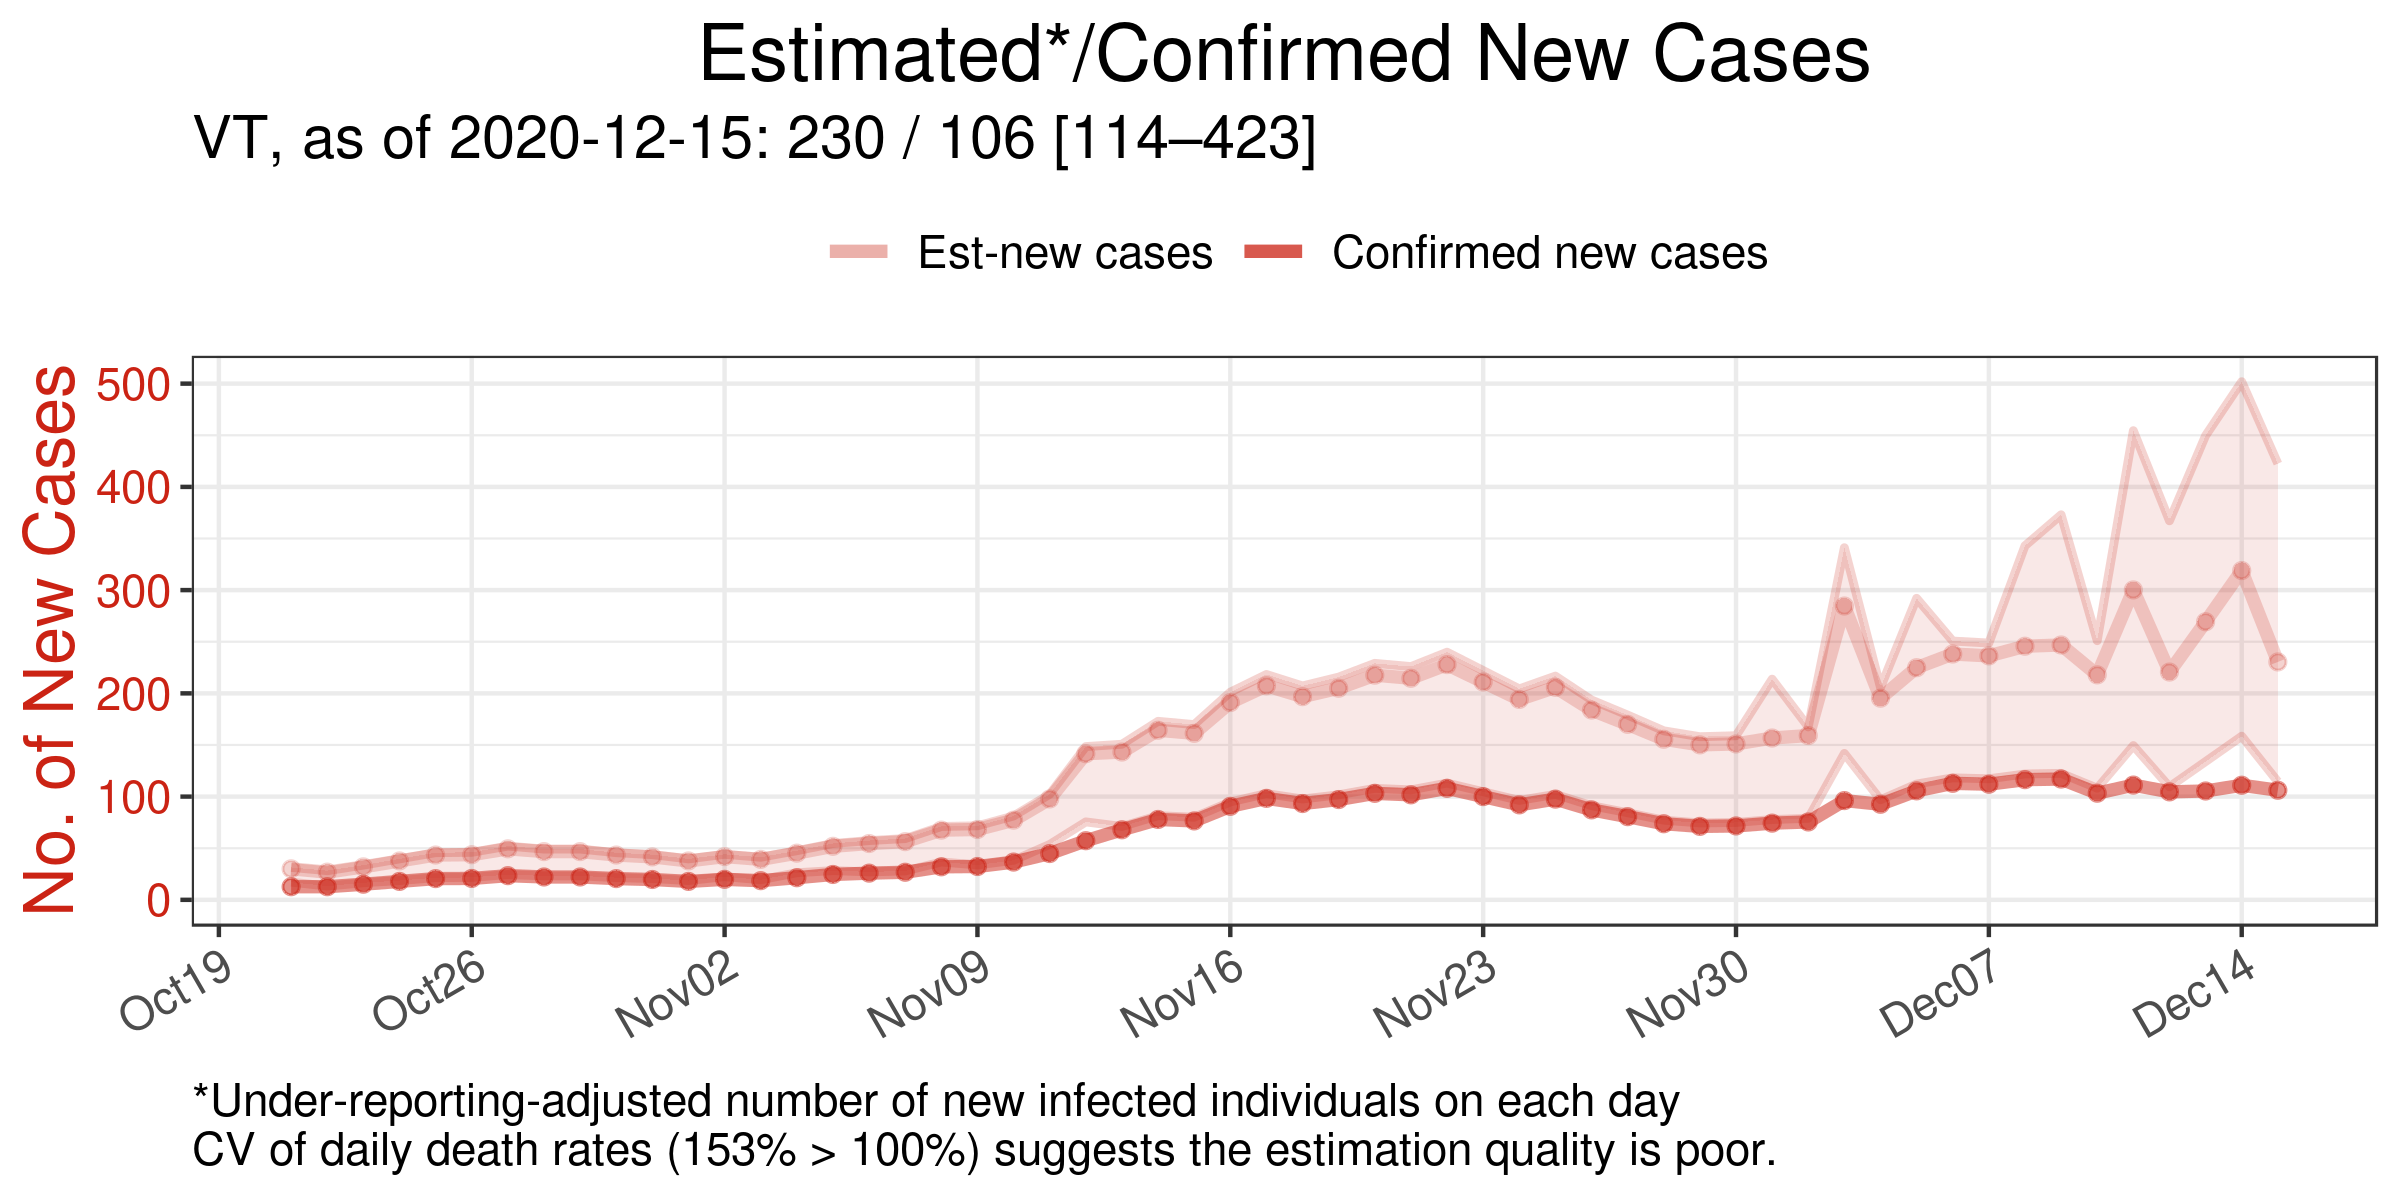 Estimated*/Confirmed New Cases
VT, as of 2020-12-15: 230 / 106 [114–423]
Est-new cases
Confirmed new cases
No. of New Cases
500
400
300
200
100
0
Oct19
Oct26
Nov02
Nov09
Nov16
Nov23
Nov30
Dec07
Dec14
*Under-reporting-adjusted number of new infected individuals on each day
CV of daily death rates (153% > 100%) suggests the estimation quality is poor.